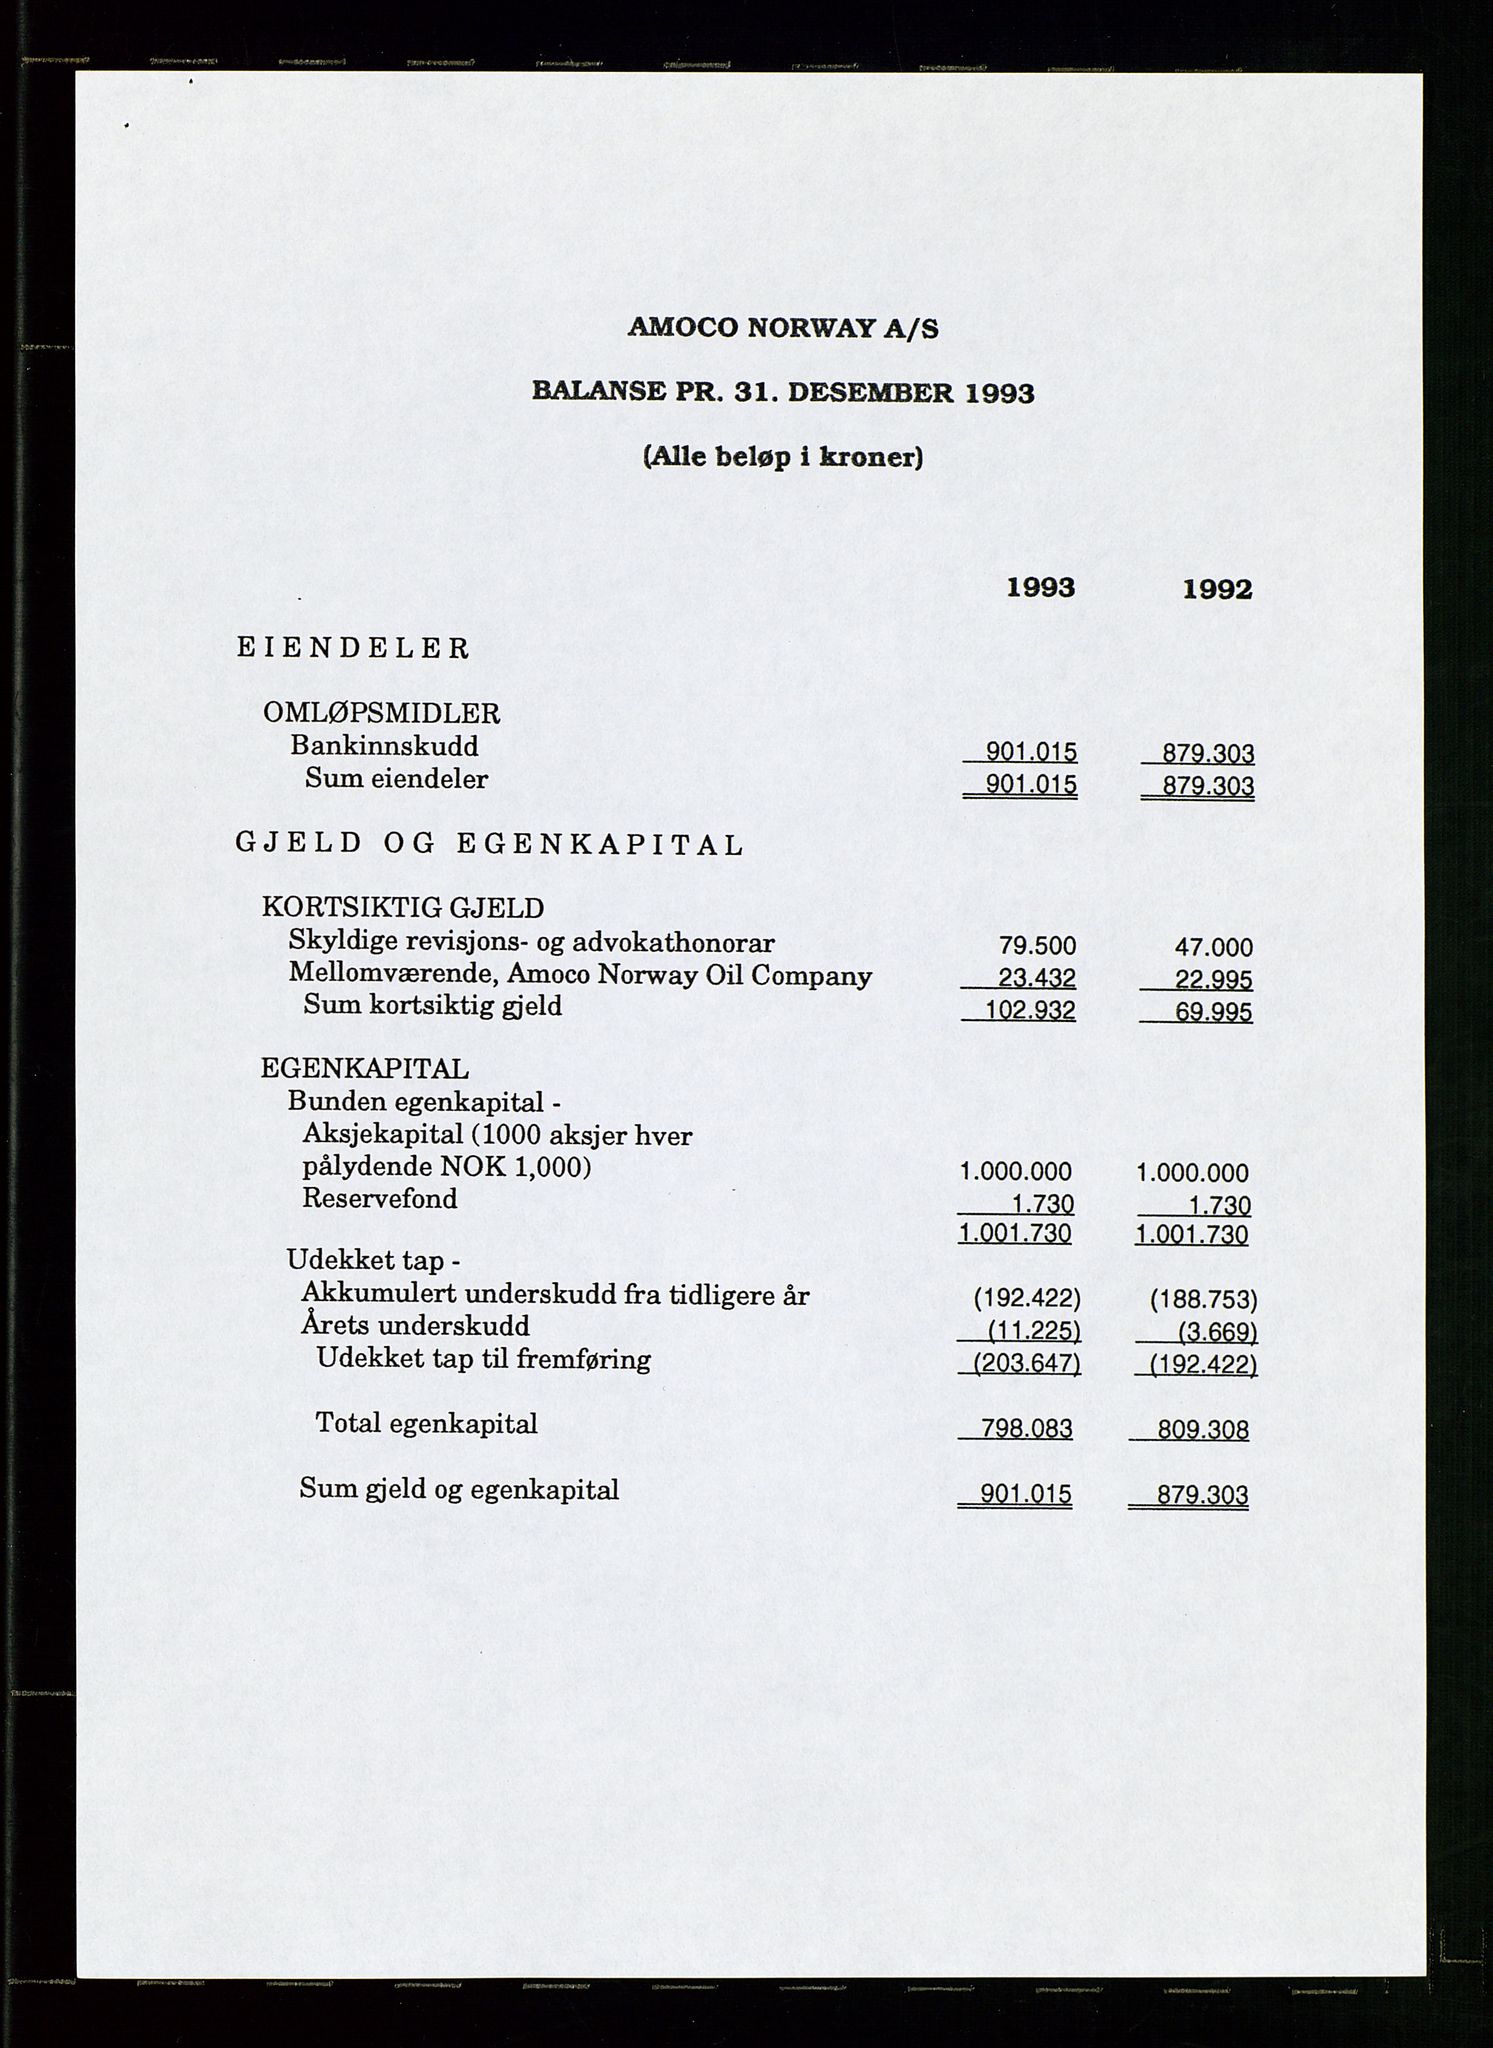 AMOCO NORWAY A/S
BALANSE PR. 31. DESEMBER 1993
(Alle beløp i kroner)
1993 1992
EIENDELER
OMLØPSMIDLER
Bankinnskudd 901.015 879.303
Sum eiendeler 901.015 879.303
GJELD OG EGENKAPITAL
KORTSIKTIG GJELD
Skyldige revisjons- og advokathonorar 79.500 47.000
Mellomværende, Amoco Norway Oil Company 23.432 22.995
Sum kortsiktig gjeld 102.932 69.995
EGENKAPITAL
Bunden egenkapital -
Aksjekapital (1000 aksjer hver
pålydende NOK 1,000) 1.000.000 1.000.000
Reservefond 1.730 1.730
1.001.730 1.001.730
Udekket tap -
Akkumulert underskudd fra tidligere år (192.422) (188.753)
Årets underskudd (11.225) (3.669)
Udekket tap til fremføring (203.647) (192.422)
Total egenkapital 798.083 809.308
Sum gjeld og egenkapital 901.015 879.303